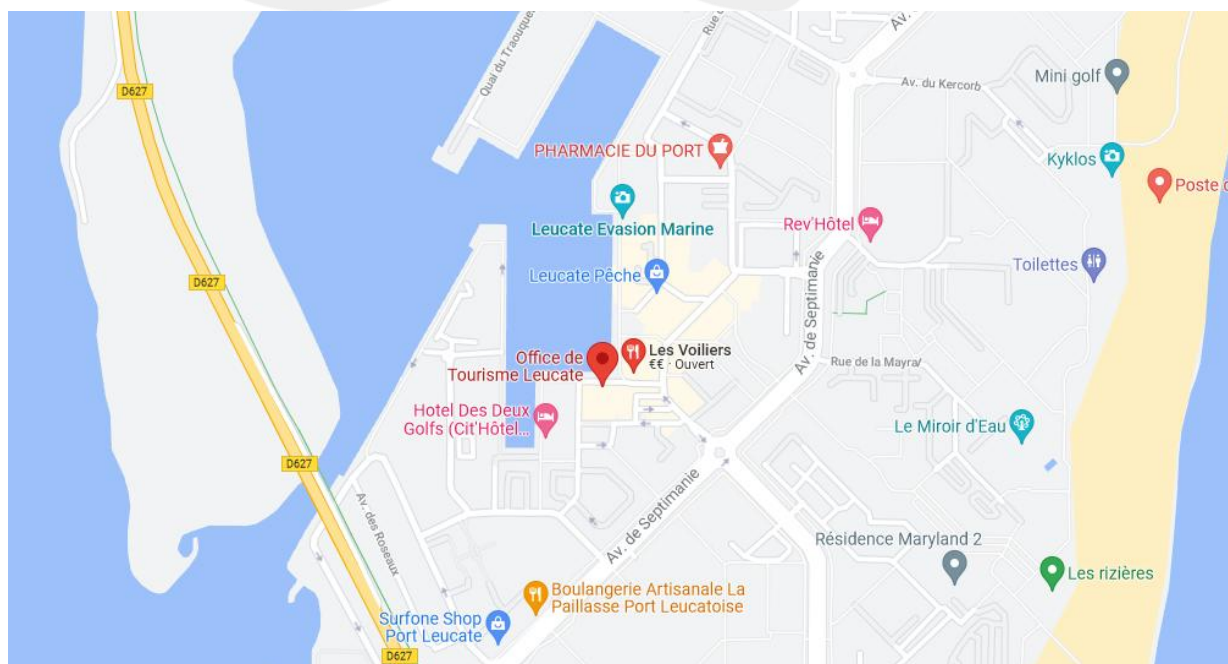 Quai du Traouquet
Av. du Kercorb
Mini golf
D627
PHARMACIE DU PORT
Kyklos
Poste d
Leucate Evasion Marine
Rev'Hôtel
Leucate Pêche
Toilettes
D627
Av. de Septimanie
Office de
Tourisme Leucate
Les Voiliers
€€ · Ouvert
Rue de la Mayral
Hotel Des Deux
Golfs (Cit'Hôtel...
Le Miroir d'Eau
D627
Av. des Roseaux
Av. de Septimanie
Résidence Maryland 2
Les rizières
Boulangerie Artisanale La
Paillasse Port Leucatoise
Surfone Shop
Port Leucate
D627